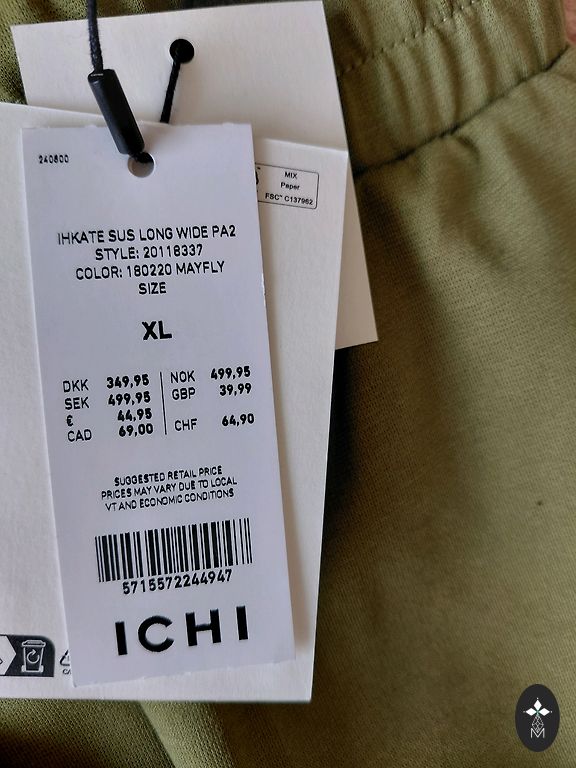 240600
MIX
Paper
FSC™ C137962
IHKATE SUS LONG WIDE PA2
STYLE: 20118337
COLOR: 180220 MAYFLY
SIZE
XL
DKK 349,95
SEK 499,95
€ 44,95
CAD 69,00
NOK 499,95
GBP 39,99
CHF 64,90
SUGGESTED RETAIL PRICE
PRICES MAY VARY DUE TO LOCAL
VT AND ECONOMIC CONDITIONS
5715572244947
ICHI
M